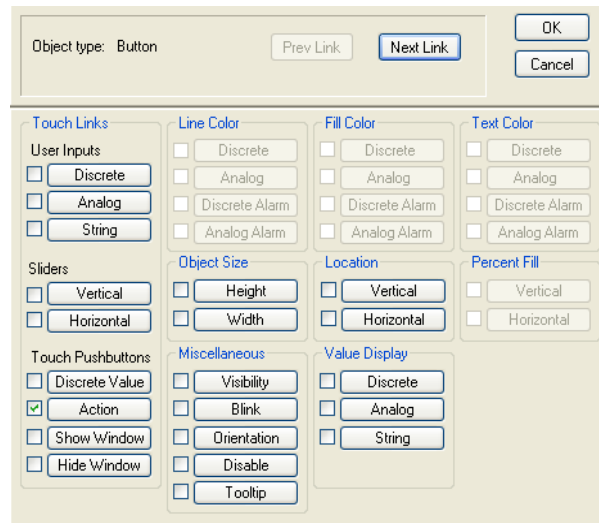 Object type: Button
Prev Link
Next Link
OK
Cancel
Touch Links
User Inputs
Discrete
Analog
String
Sliders
Vertical
Horizontal
Touch Pushbuttons
Discrete Value
Action
Show Window
Hide Window
Line Color
Discrete
Analog
Discrete Alarm
Analog Alarm
Object Size
Height
Width
Miscellaneous
Visibility
Blink
Orientation
Disable
Tooltip
Fill Color
Discrete
Analog
Discrete Alarm
Analog Alarm
Location
Vertical
Horizontal
Value Display
Discrete
Analog
String
Text Color
Discrete
Analog
Discrete Alarm
Analog Alarm
Percent Fill
Vertical
Horizontal